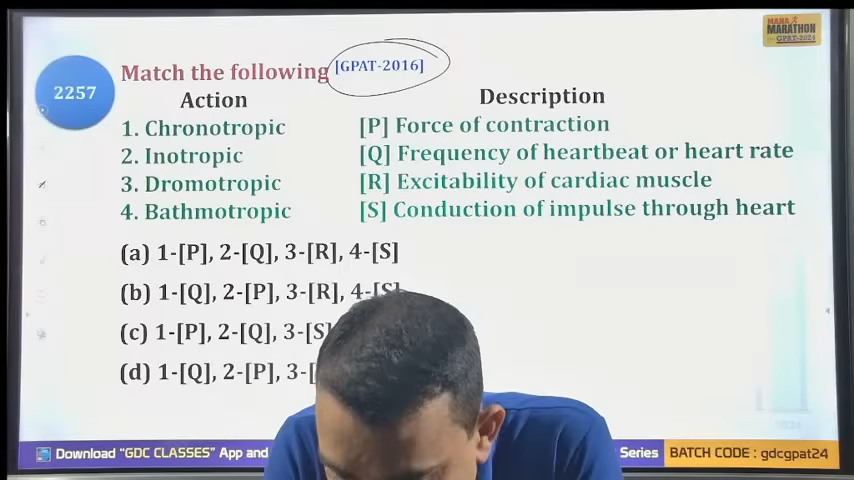 MAHA
MARATHON
GPAT-2024
2257
Match the following [GPAT-2016]
Action Description
1. Chronotropic [P] Force of contraction
2. Inotropic [Q] Frequency of heartbeat or heart rate
3. Dromotropic [R] Excitability of cardiac muscle
4. Bathmotropic [S] Conduction of impulse through heart
(a) 1-[P], 2-[Q], 3-[R], 4-[S]
(b) 1-[Q], 2-[P], 3-[R], 4-[S]
(c) 1-[P], 2-[Q], 3-[S]
(d) 1-[Q], 2-[P], 3-
Download "GDC CLASSES" App and Series BATCH CODE : gdcgpat24